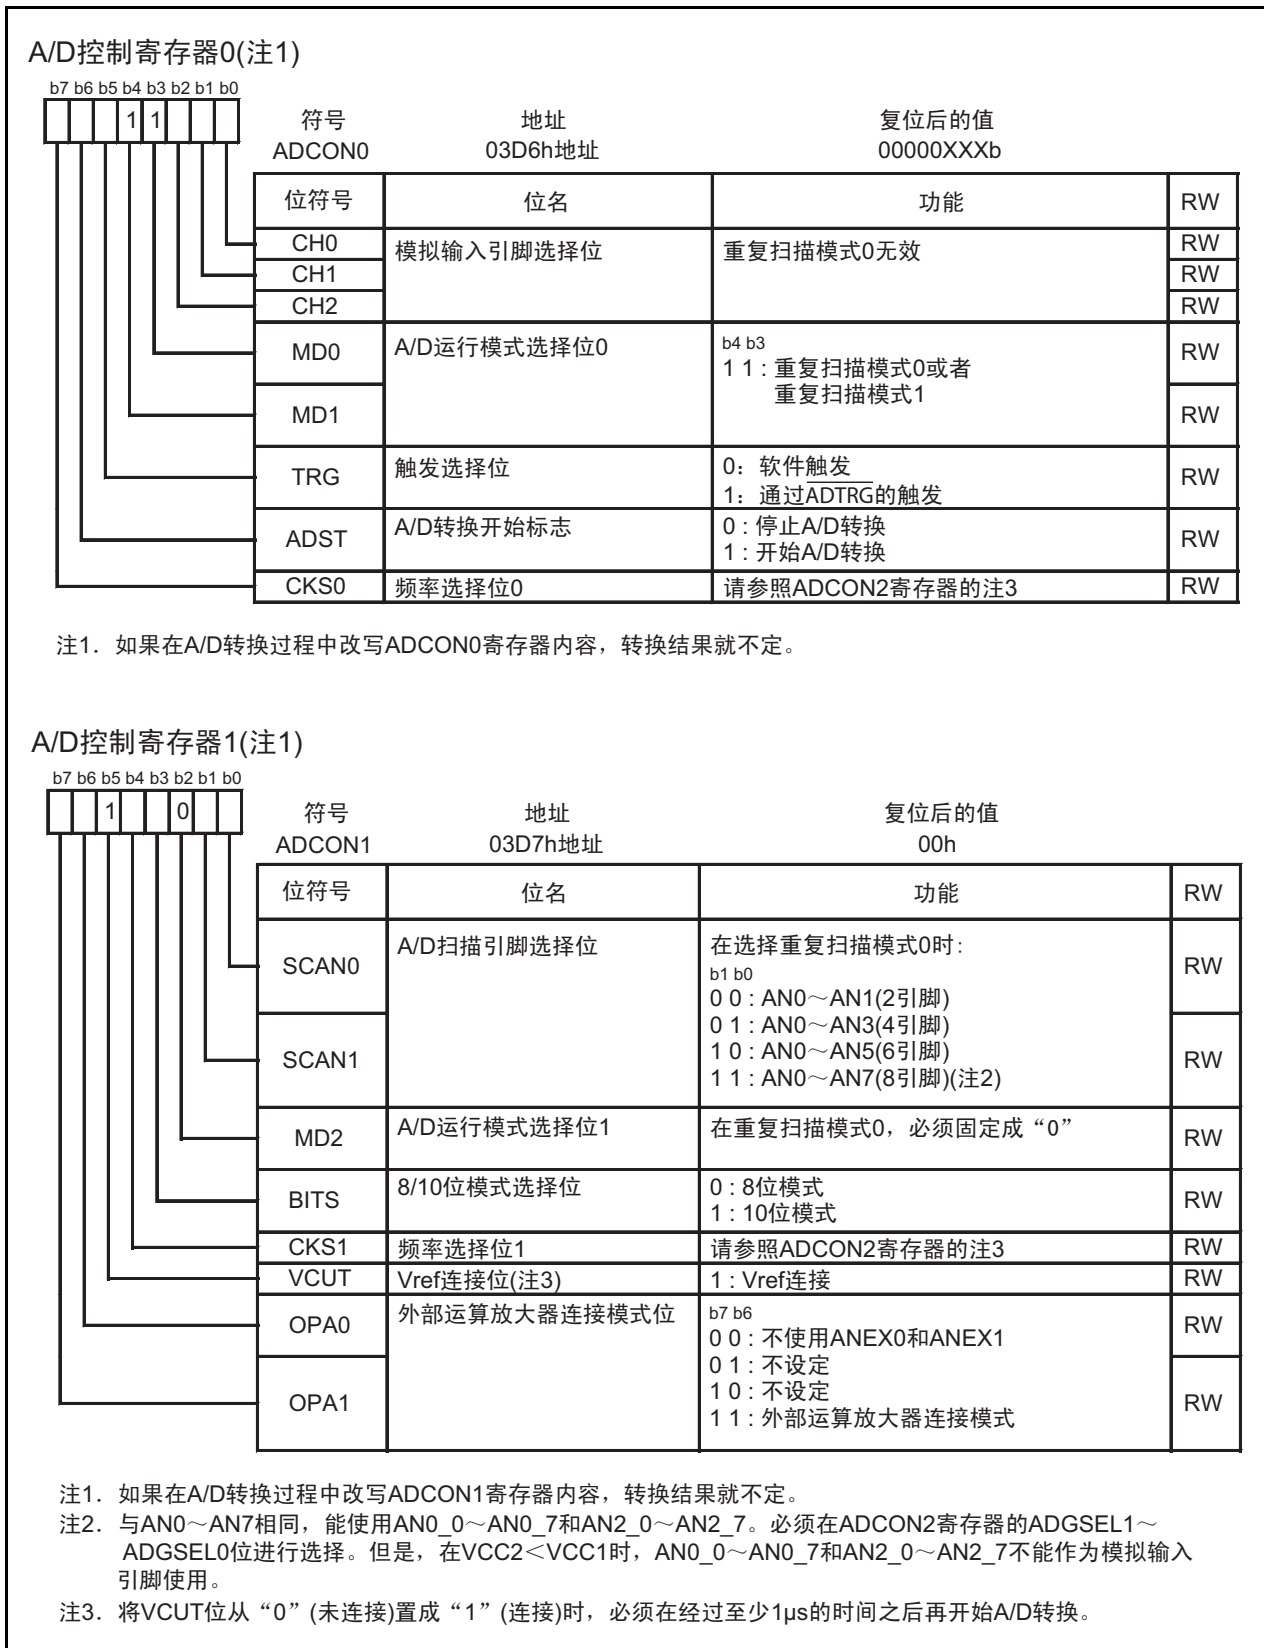 A/D控制寄存器0(注1)
b7 b6 b5 b4 b3 b2 b1 b0
1 1
符号 地址 复位后的值
ADCON0 03D6h地址 00000XXXb
位符号 位名 功能 RW
CH0 模拟输入引脚选择位 重复扫描模式0无效 RW
CH1 RW
CH2 RW
MD0 A/D运行模式选择位0 b4 b3 RW
1 1 : 重复扫描模式0或者
重复扫描模式1
MD1 RW
TRG 触发选择位 0：软件触发 RW
1：通过ADTRG的触发
ADST A/D转换开始标志 0 : 停止A/D转换 RW
1 : 开始A/D转换
CKS0 频率选择位0 请参照ADCON2寄存器的注3 RW
注1．如果在A/D转换过程中改写ADCON0寄存器内容，转换结果就不定。
A/D控制寄存器1(注1)
b7 b6 b5 b4 b3 b2 b1 b0
1 0
符号 地址 复位后的值
ADCON1 03D7h地址 00h
位符号 位名 功能 RW
SCAN0 A/D扫描引脚选择位 在选择重复扫描模式0时: RW
b1 b0
0 0 : AN0～AN1(2引脚)
0 1 : AN0～AN3(4引脚)
1 0 : AN0～AN5(6引脚)
SCAN1 1 1 : AN0～AN7(8引脚)(注2) RW
MD2 A/D运行模式选择位1 在重复扫描模式0，必须固定成“0” RW
BITS 8/10位模式选择位 0 : 8位模式 RW
1 : 10位模式
CKS1 频率选择位1 请参照ADCON2寄存器的注3 RW
VCUT Vref连接位(注3) 1 : Vref连接 RW
OPA0 外部运算放大器连接模式位 b7 b6 RW
0 0 : 不使用ANEX0和ANEX1
0 1 : 不设定
1 0 : 不设定
OPA1 1 1 : 外部运算放大器连接模式 RW
注1．如果在A/D转换过程中改写ADCON1寄存器内容，转换结果就不定。
注2．与AN0～AN7相同，能使用AN0_0～AN0_7和AN2_0～AN2_7。必须在ADCON2寄存器的ADGSEL1～
ADGSEL0位进行选择。但是，在VCC2＜VCC1时，AN0_0～AN0_7和AN2_0～AN2_7不能作为模拟输入
引脚使用。
注3．将VCUT位从“0”(未连接)置成“1”(连接)时，必须在经过至少1μs的时间之后再开始A/D转换。